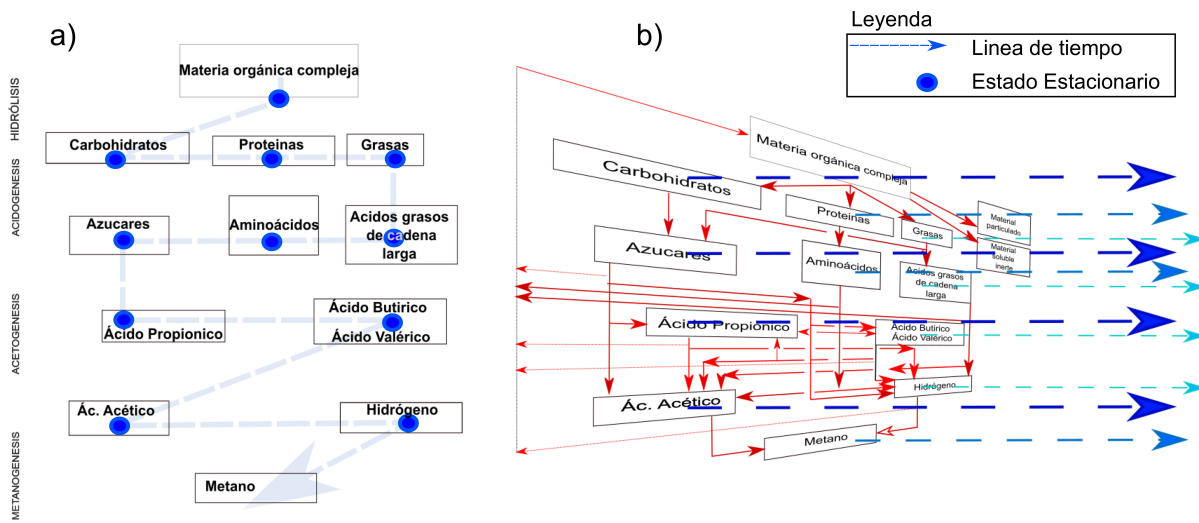 a)
HIDRÓLISIS
ACIDOGENESIS
ACETOGENESIS
METANOGENESIS
Materia orgánica compleja
Carbohidratos
Proteinas
Grasas
Azucares
Aminoácidos
Acidos grasos
de cadena
larga
Ácido Propionico
Ácido Butirico
Ácido Valérico
Ác. Acético
Hidrógeno
Metano
b)
Leyenda
Linea de tiempo
Estado Estacionario
Materia orgánica compleja
Carbohidratos
Proteinas
Grasas
Material
particulado
Material
soluble
inerte
Azucares
Aminoácidos
Acidos grasos
de cadena
larga
Ácido Propiónico
Ácido Butirico
Ácido Valérico
Ác. Acético
Hidrógeno
Metano